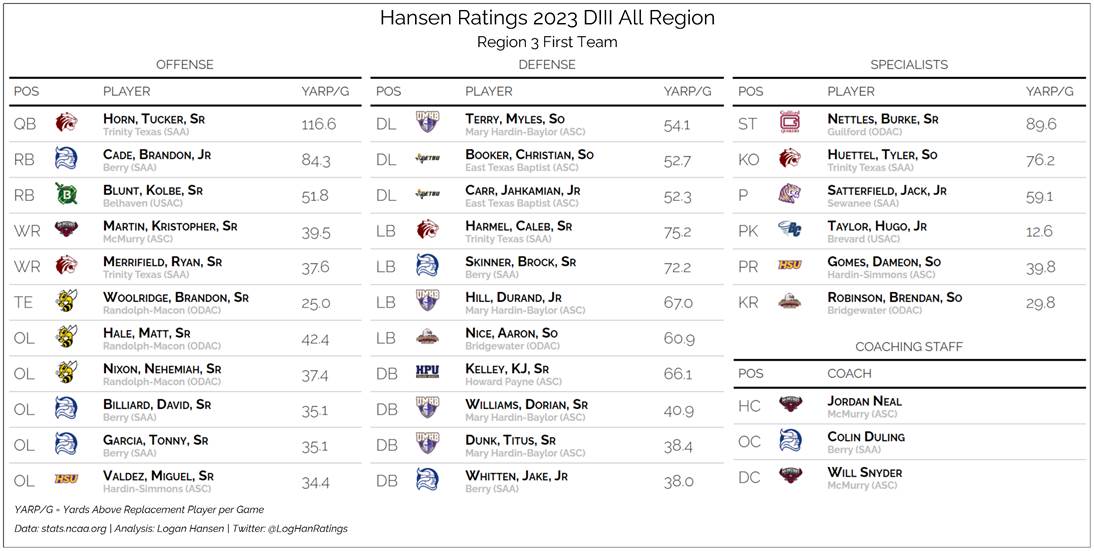 Hansen Ratings 2023 DIII All Region
Region 3 First Team
OFFENSE
POS PLAYER YARP/G
QB Horn, Tucker, Sr 116.6
Trinity Texas (SAA)
RB Cade, Brandon, Jr 84.3
Berry (SAA)
RB B Blunt, Kolbe, Sr 51.8
Belhaven (USAC)
WR Martin, Kristopher, Sr 39.5
McMurry (ASC)
WR Merrifield, Ryan, Sr 37.6
Trinity Texas (SAA)
TE Woolridge, Brandon, Sr 25.0
Randolph-Macon (ODAC)
OL Hale, Matt, Sr 42.4
Randolph-Macon (ODAC)
OL Nixon, Nehemiah, Sr 37.4
Randolph-Macon (ODAC)
OL Billiard, David, Sr 35.1
Berry (SAA)
OL Garcia, Tonny, Sr 35.1
Berry (SAA)
OL HSU Valdez, Miguel, Sr 34.4
Hardin-Simmons (ASC)
DEFENSE
POS PLAYER YARP/G
DL UMHB Terry, Myles, So 54.1
Mary Hardin-Baylor (ASC)
DL ETBU Booker, Christian, So 52.7
East Texas Baptist (ASC)
DL ETBU Carr, Jahkamian, Jr 52.3
East Texas Baptist (ASC)
LB Harmel, Caleb, Sr 75.2
Trinity Texas (SAA)
LB Skinner, Brock, Sr 72.2
Berry (SAA)
LB UMHB Hill, Durand, Jr 67.0
Mary Hardin-Baylor (ASC)
LB Nice, Aaron, So 60.9
Bridgewater (ODAC)
DB HPU Kelley, KJ, Sr 66.1
Howard Payne (ASC)
DB UMHB Williams, Dorian, Sr 40.9
Mary Hardin-Baylor (ASC)
DB UMHB Dunk, Titus, Sr 38.4
Mary Hardin-Baylor (ASC)
DB Whitten, Jake, Jr 38.0
Berry (SAA)
SPECIALISTS
POS PLAYER YARP/G
ST Guilford G Quakers Nettles, Burke, Sr 89.6
Guilford (ODAC)
KO Huettel, Tyler, So 76.2
Trinity Texas (SAA)
P Satterfield, Jack, Jr 59.1
Sewanee (SAA)
PK BC Taylor, Hugo, Jr 12.6
Brevard (USAC)
PR HSU Gomes, Dameon, So 39.8
Hardin-Simmons (ASC)
KR Robinson, Brendan, So 29.8
Bridgewater (ODAC)
COACHING STAFF
POS COACH
HC Jordan Neal
McMurry (ASC)
OC Colin Duling
Berry (SAA)
DC Will Snyder
McMurry (ASC)
YARP/G = Yards Above Replacement Player per Game
Data: stats.ncaa.org | Analysis: Logan Hansen | Twitter: @LogHanRatings